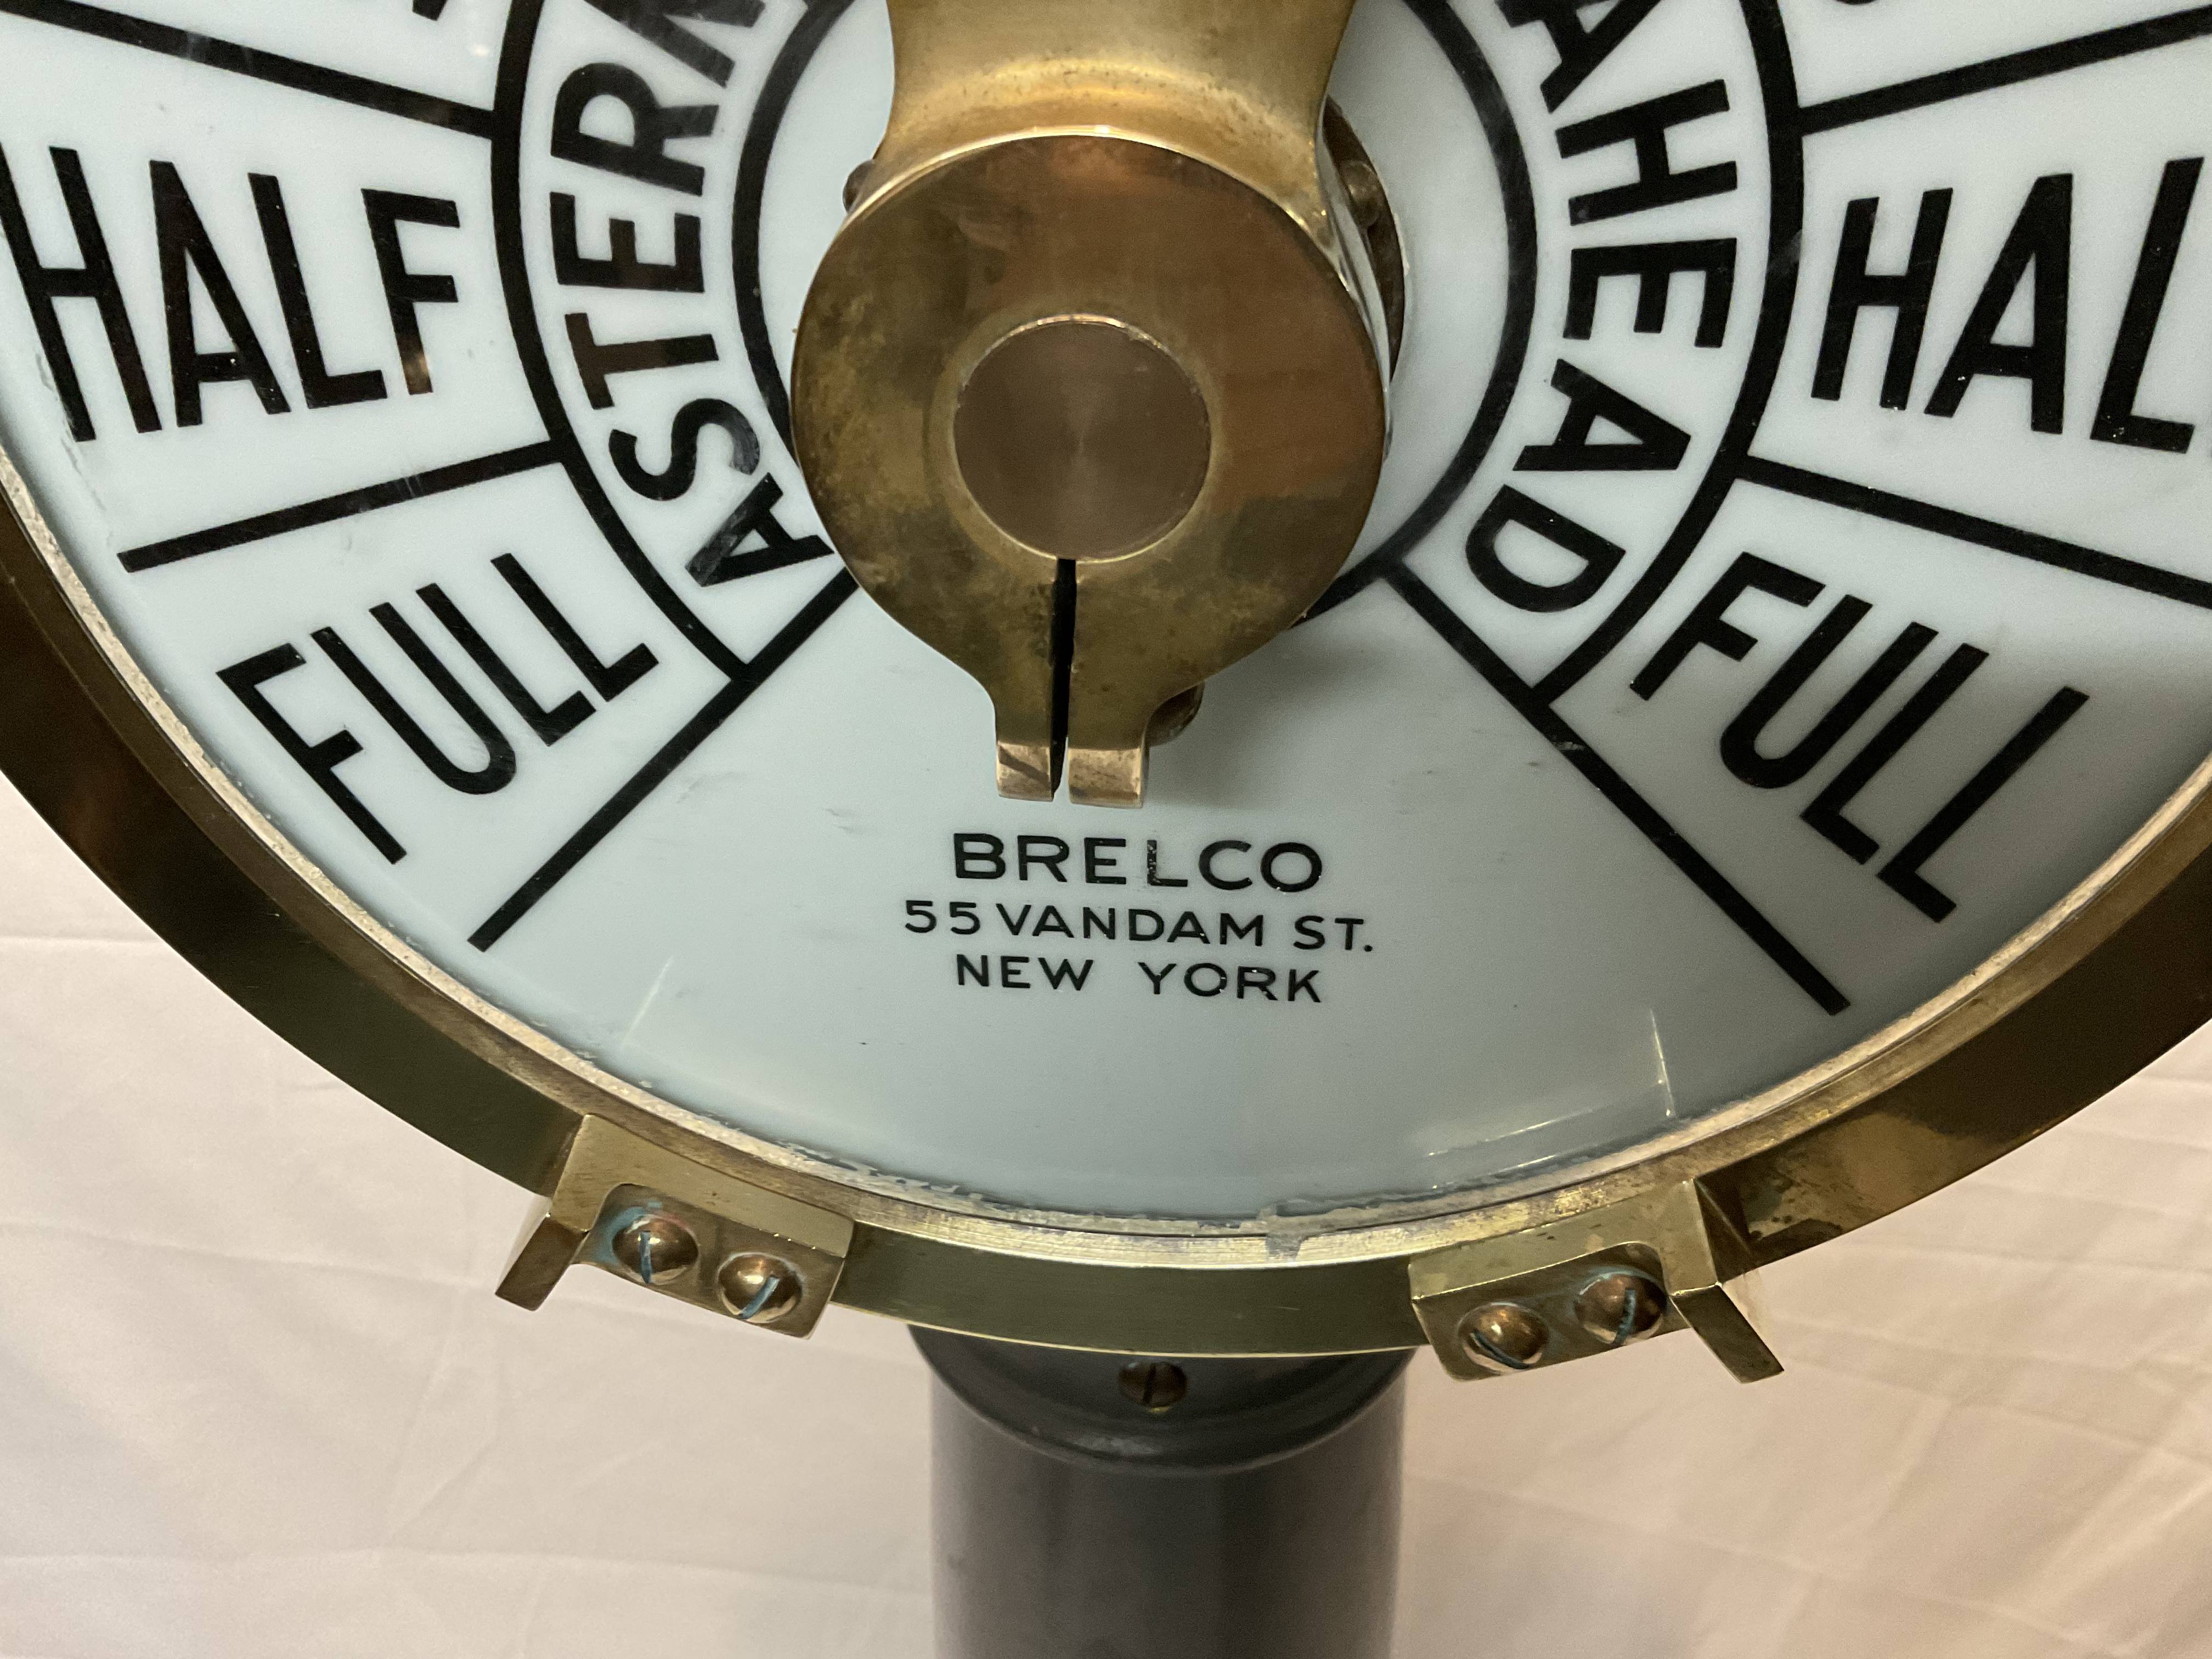 ASTERN
AHEAD
HALF
HAL
FULL
FULL
BRELCO
55 VANDAM ST.
NEW YORK